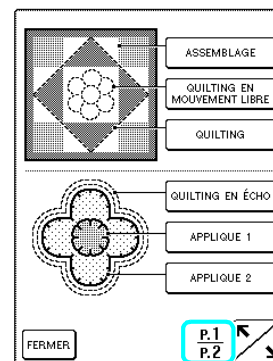 ASSEMBLAGE
QUILTING EN
MOUVEMENT LIBRE
QUILTING
QUILTING EN ÉCHO
APPLIQUE 1
APPLIQUE 2
FERMER
P.1
P.2